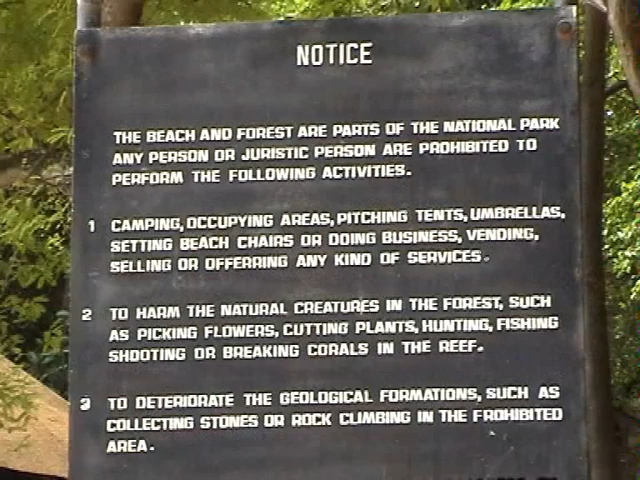 NOTICE
THE BEACH AND FOREST ARE PARTS OF THE NATIONAL PARK
ANY PERSON OR JURISTIC PERSON ARE PROHIBITED TO
PERFORM THE FOLLOWING ACTIVITIES.
1 CAMPING, OCCUPYING AREAS, PITCHING TENTS, UMBRELLAS,
SETTING BEACH CHAIRS OR DOING BUSINESS, VENDING,
SELLING OR OFFERRING ANY KIND OF SERVICES.
2 TO HARM THE NATURAL CREATURES IN THE FOREST, SUCH
AS PICKING FLOWERS, CUTTING PLANTS, HUNTING, FISHING
SHOOTING OR BREAKING CORALS IN THE REEF.
3 TO DETERIORATE THE GEOLOGICAL FORMATIONS, SUCH AS
COLLECTING STONES OR ROCK CLIMBING IN THE FROHIBITED
AREA.